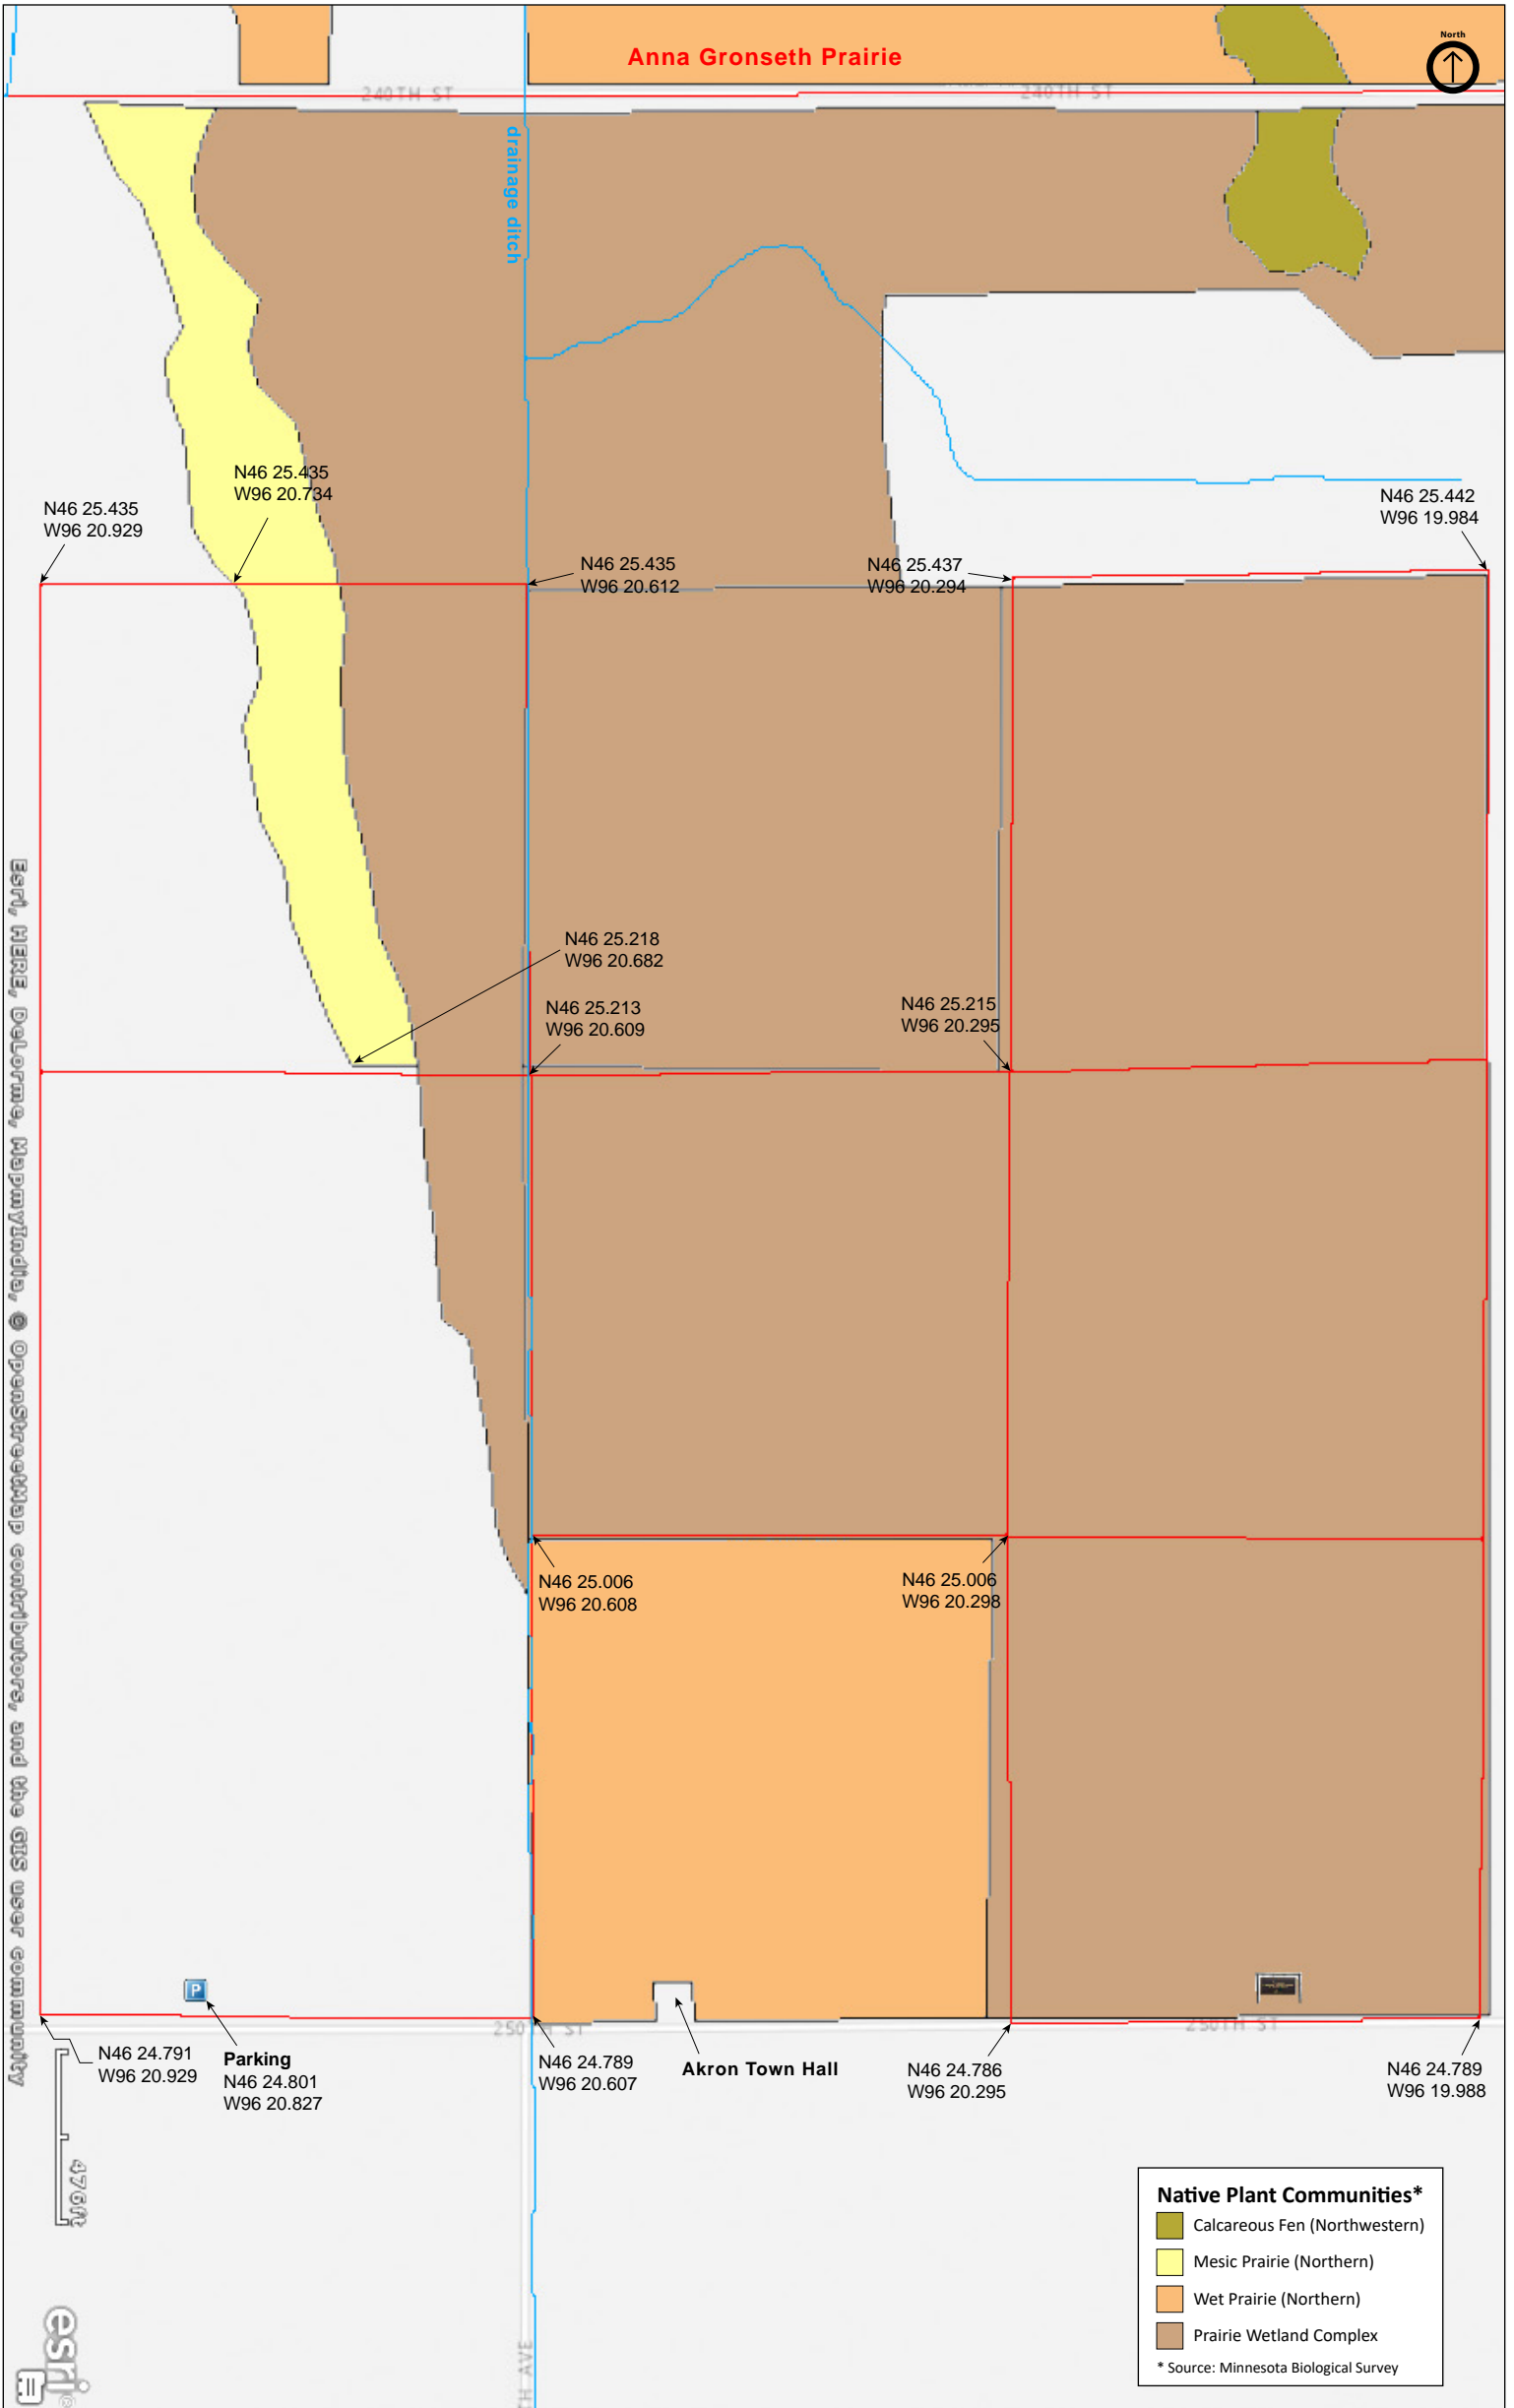 Anna Gronseth Prairie
North
240TH ST
240TH ST
drainage ditch
N46 25.435
W96 20.734
N46 25.435
W96 20.929
N46 25.442
W96 19.984
N46 25.435
W96 20.612
N46 25.437
W96 20.294
N46 25.218
W96 20.682
N46 25.213
W96 20.609
N46 25.215
W96 20.295
N46 25.006
W96 20.608
N46 25.006
W96 20.298
P
250TH ST
250TH ST
N46 24.791
W96 20.929
Parking
N46 24.801
W96 20.827
N46 24.789
W96 20.607
Akron Town Hall
N46 24.786
W96 20.295
N46 24.789
W96 19.988
Esri, HERE, DeLorme, MapmyIndia, © OpenStreetMap contributors, and the GIS user community
476ft
esri
TH AVE
Native Plant Communities*
Calcareous Fen (Northwestern)
Mesic Prairie (Northern)
Wet Prairie (Northern)
Prairie Wetland Complex
* Source: Minnesota Biological Survey